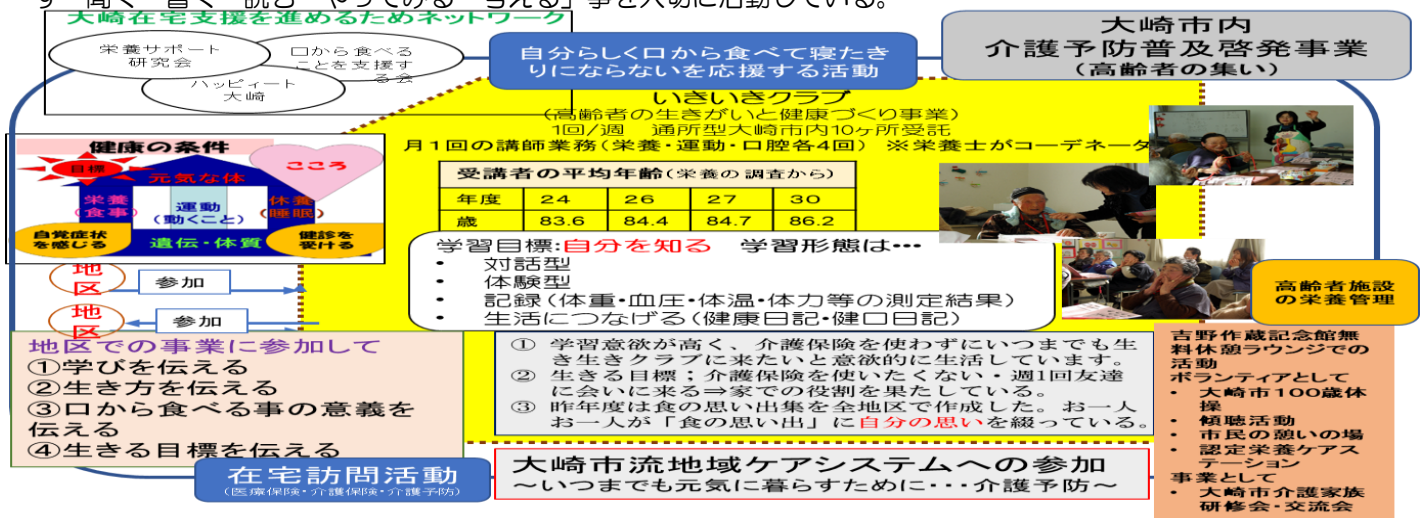 す「聞く・書く・読む・やってみる・考える」事を大切に活動している。
大崎在宅支援を進めるためネットワーク
栄養サポート
研究会
口から食べる
ことを支援す
る会
ハッピィート
大崎
自分らしく口から食べて寝たき
りにならないを応援する活動
大崎市内
介護予防普及啓発事業
(高齢者の集い)
いきいきクラブ
(高齢者の生きがいと健康づくり事業)
1回/週　通所型大崎市内10ヶ所受託
月1回の講師業務(栄養・運動・口腔各4回)　※栄養士がコーデネータ
受講者の平均年齢(栄養の調査から)
年度 24 26 27 30
歳 83.6 84.4 84.7 86.2
健康の条件
目標
こころ
元気な体
栄養
(食事)
運動
(動くこと)
休養
(睡眠)
自覚症状
を感じる
遺伝・体質
健診を
受ける
地
区
参加
地
区
参加
学習目標:自分を知る　学習形態は・・・
・ 対話型
・ 体験型
・ 記録(体重・血圧・体温・体力等の測定結果)
・ 生活につなげる(健康日記・健口日記)
高齢者施設
の栄養管理
地区での事業に参加して
①学びを伝える
②生き方を伝える
③口から食べる事の意義を
伝える
④生きる目標を伝える
① 学習意欲が高く、介護保険を使わずにいつまでも生
き生きクラブに来たいと意欲的に生活しています。
② 生きる目標；介護保険を使いたくない・週1回友達
に会いに来る⇒家での役割を果たしている。
③ 昨年度は食の思い出集を全地区で作成した。お一人
お一人が「食の思い出」に自分の思いを綴っている。
吉野作蔵記念館無
料休憩ラウンジでの
活動
ボランティアとして
・ 大崎市100歳体
操
・ 傾聴活動
・ 市民の憩いの場
・ 認定栄養ケアス
テーション
事業として
・ 大崎市介護家族
研修会・交流会
在宅訪問活動
(医療保険・介護保険・介護予防)
大崎市流地域ケアシステムへの参加
～いつまでも元気に暮らすために・・・介護予防～